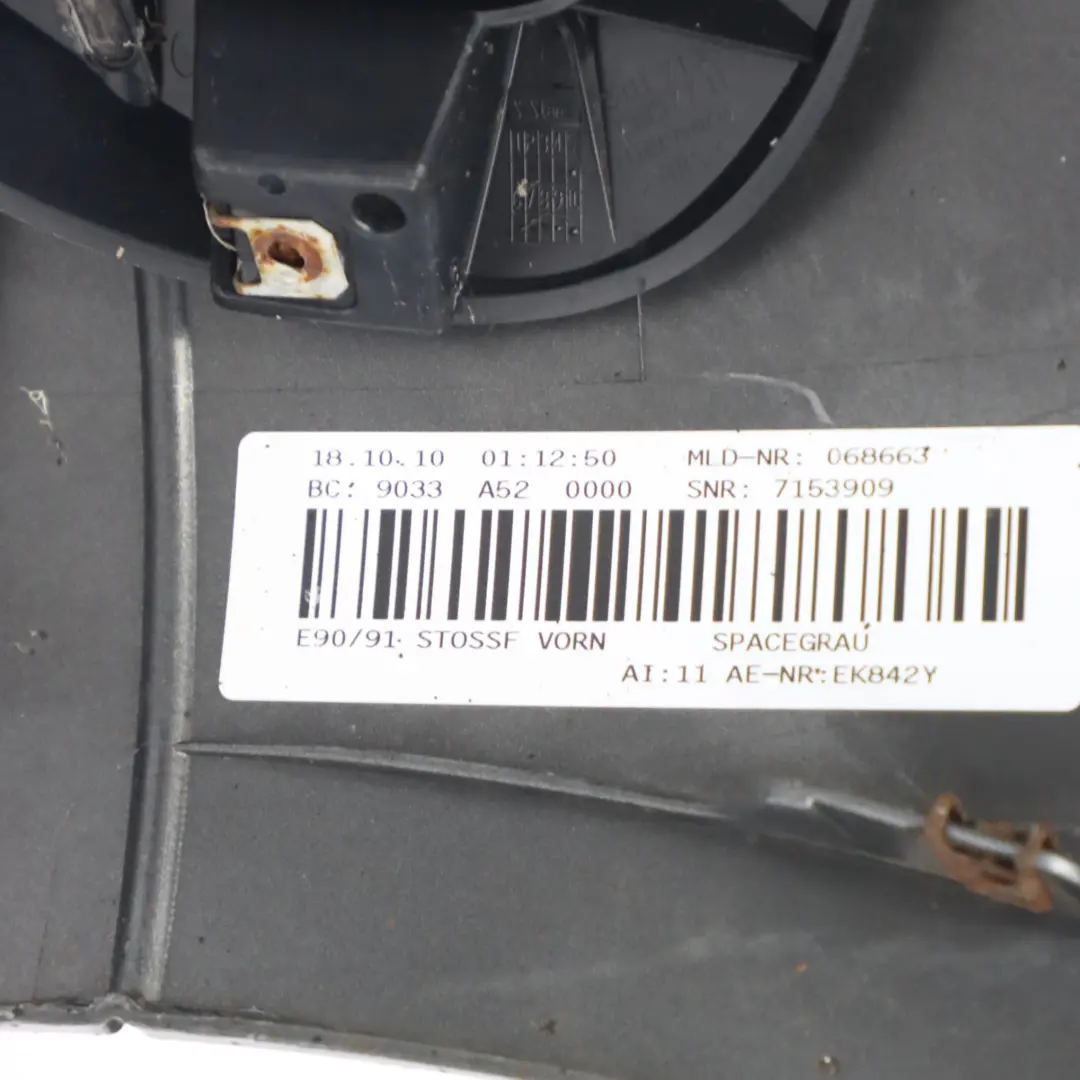 18.10.10 01:12:50 MLD-NR: 068663
BC: 9033 A52 0000 SNR: 7153909
E90/91 STOSSF VORN SPACEGRAU
AI:11 AE-NR:EK842Y